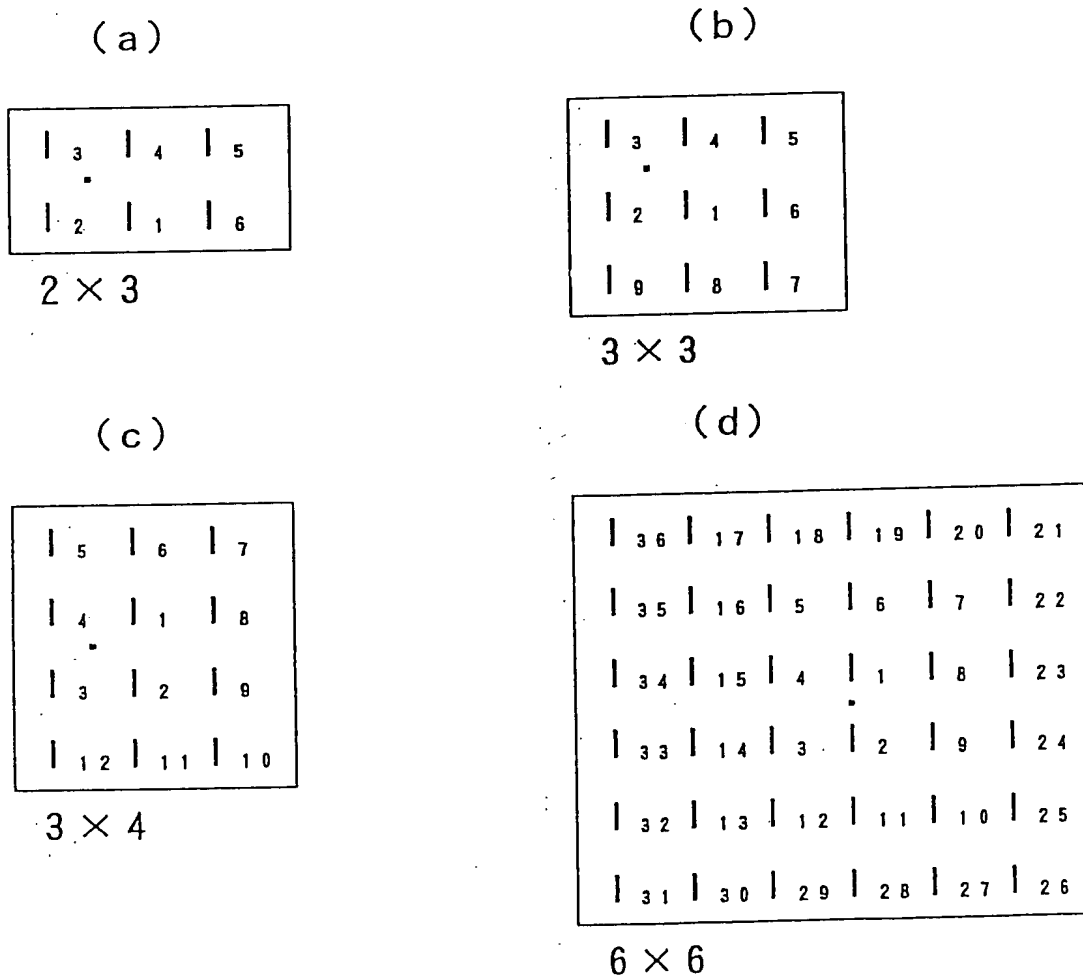 (a)
3 4 5
2 1 6
2 × 3
(b)
3 4 5
2 1 6
9 8 7
3 × 3
(c)
5 6 7
4 1 8
3 2 9
12 11 10
3 × 4
(d)
36 17 18 19 20 21
35 16 5 6 7 22
34 15 4 1 8 23
33 14 3 2 9 24
32 13 12 11 10 25
31 30 29 28 27 26
6 × 6